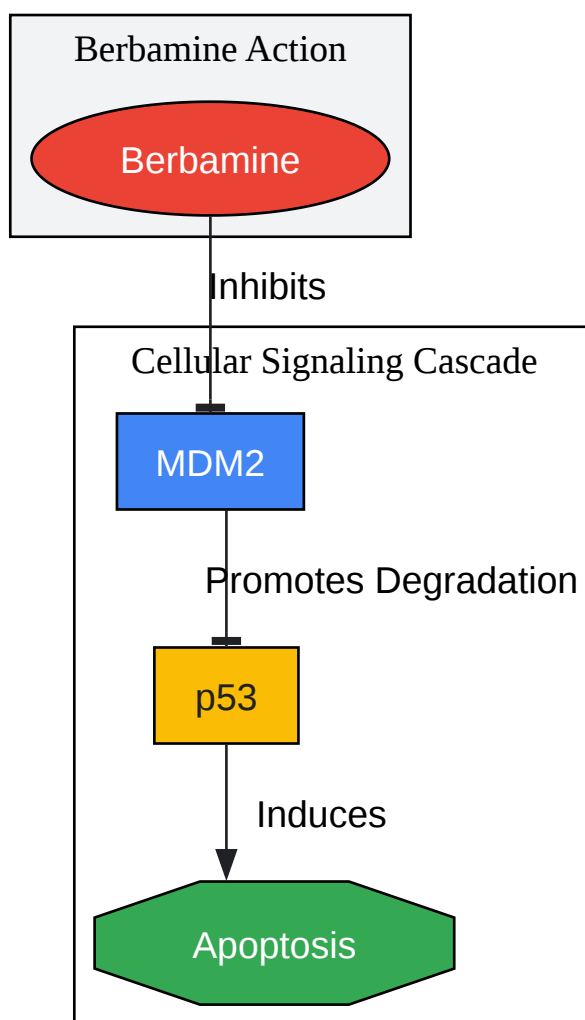 Berbamine Action
Berbamine
Inhibits
Cellular Signaling Cascade
MDM2
Promotes Degradation
p53
Induces
Apoptosis